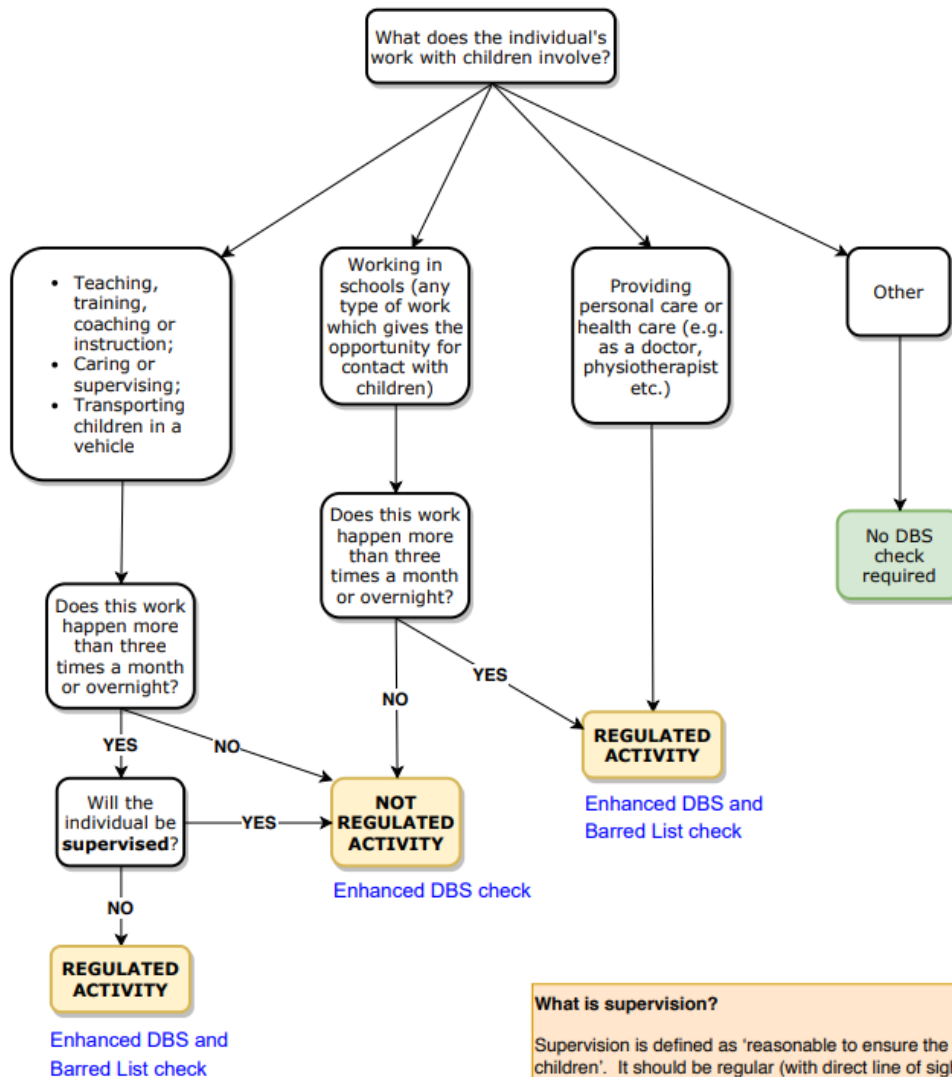 What does the individual's
work with children involve?
• Teaching,
training,
coaching or
instruction;
• Caring or
supervising;
• Transporting
children in a
vehicle
Working in
schools (any
type of work
which gives the
opportunity for
contact with
children)
Providing
personal care or
health care (e.g.
as a doctor,
physiotherapist
etc.)
Other
Does this work
happen more
than three
times a month
or overnight?
No DBS
check
required
Does this work
happen more
than three
times a month
or overnight?
YES
NO
YES
NO
REGULATED
ACTIVITY
Enhanced DBS and
Barred List check
Will the
individual be
supervised?
YES
NOT
REGULATED
ACTIVITY
Enhanced DBS check
NO
REGULATED
ACTIVITY
Enhanced DBS and
Barred List check
What is supervision?
Supervision is defined as 'reasonable to ensure the
children'. It should be regular (with direct line of sig